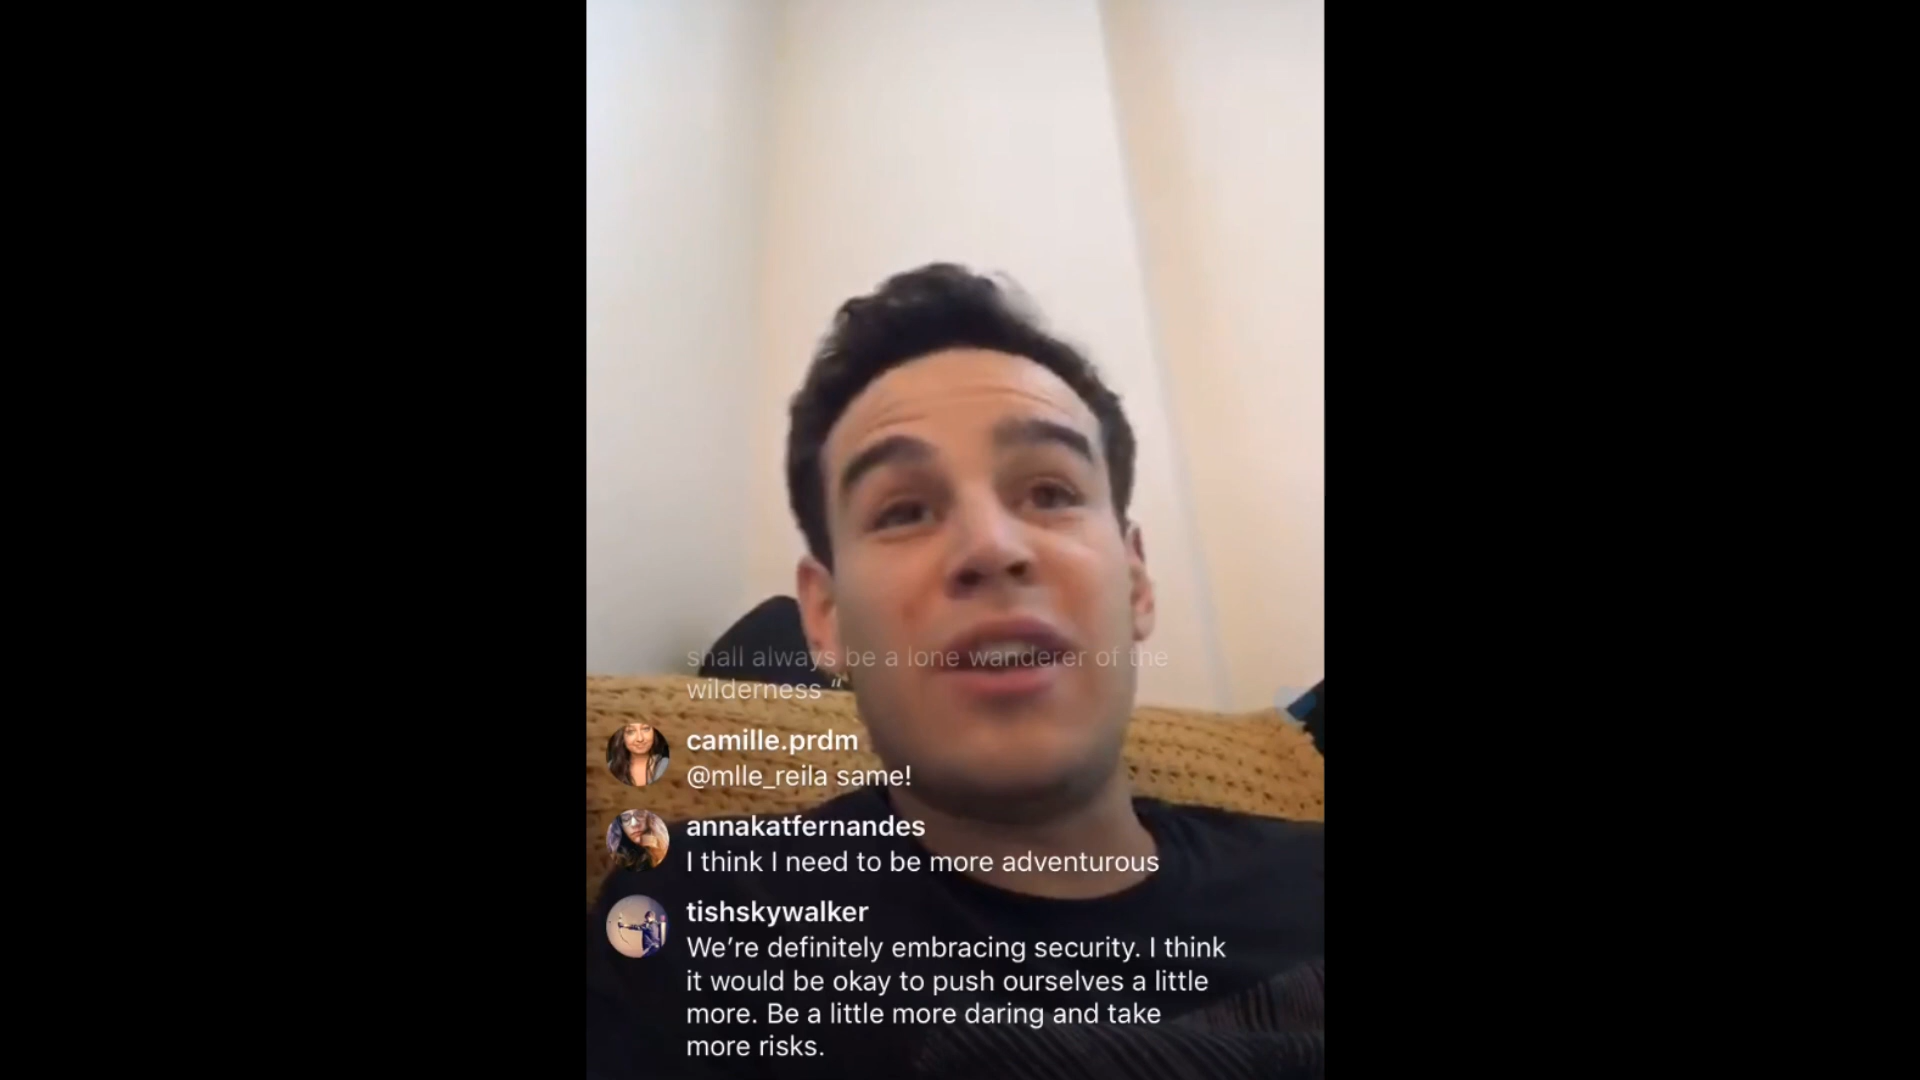 shall always be a lone wanderer of the
wilderness “
camille.prdm
@mlle_reila same!
annakatfernandes
I think I need to be more adventurous
tishskywalker
We’re definitely embracing security. I think
it would be okay to push ourselves a little
more. Be a little more daring and take
more risks.